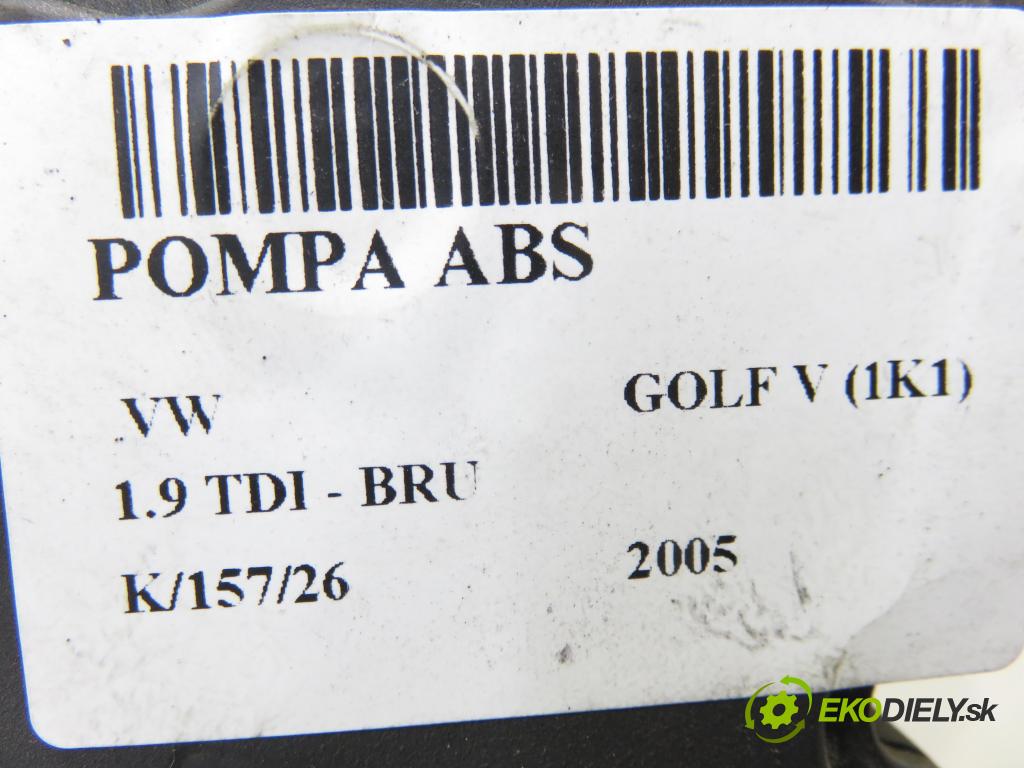 POMPA ABS
VW GOLF V (1K1)
1.9 TDI - BRU
K/157/26 2005
EKODIELY.sk